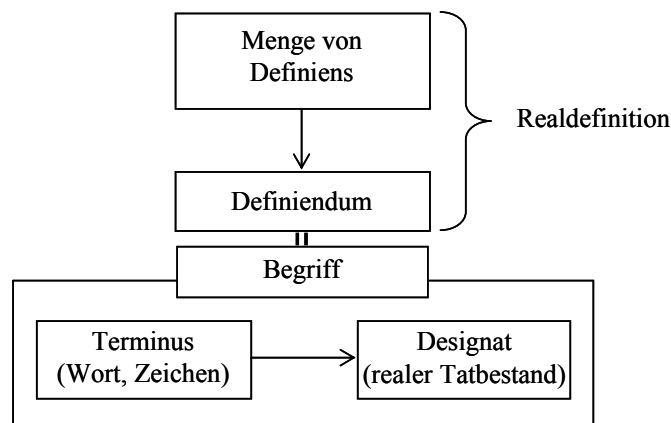 Menge von
Definiens
Realdefinition
Definiendum
Begriff
Terminus
(Wort, Zeichen)
Designat
(realer Tatbestand)